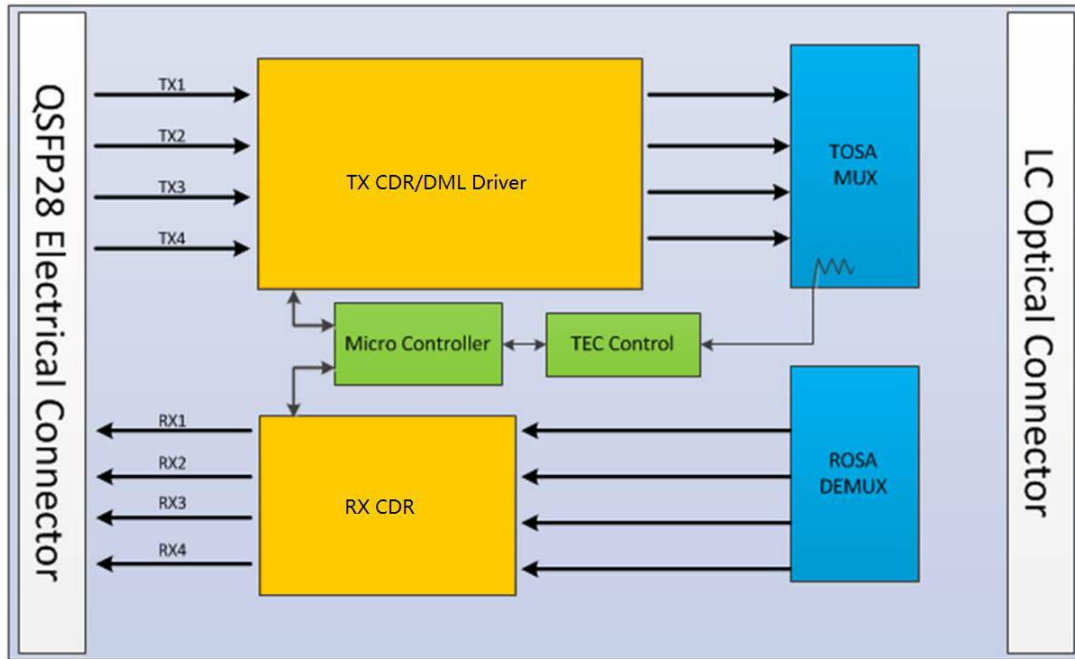 QSFP28 Electrical Connector
TX1
TX2
TX3
TX4
TX CDR/DML Driver
TOSA
MUX
Micro Controller
TEC Control
RX1
RX2
RX3
RX4
RX CDR
ROSA
DEMUX
LC Optical Connector